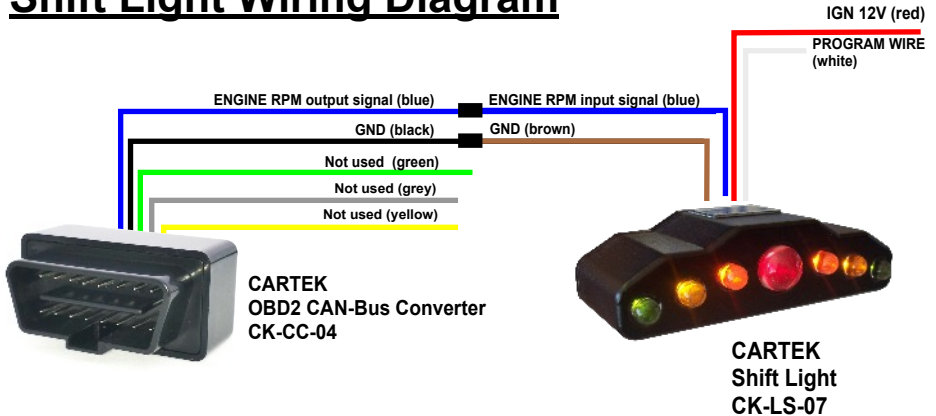 Shift Light Wiring Diagram
IGN 12V (red)
PROGRAM WIRE
(white)
ENGINE RPM output signal (blue)
ENGINE RPM input signal (blue)
GND (black)
GND (brown)
Not used (green)
Not used (grey)
Not used (yellow)
CARTEK
OBD2 CAN-Bus Converter
CK-CC-04
CARTEK
Shift Light
CK-LS-07